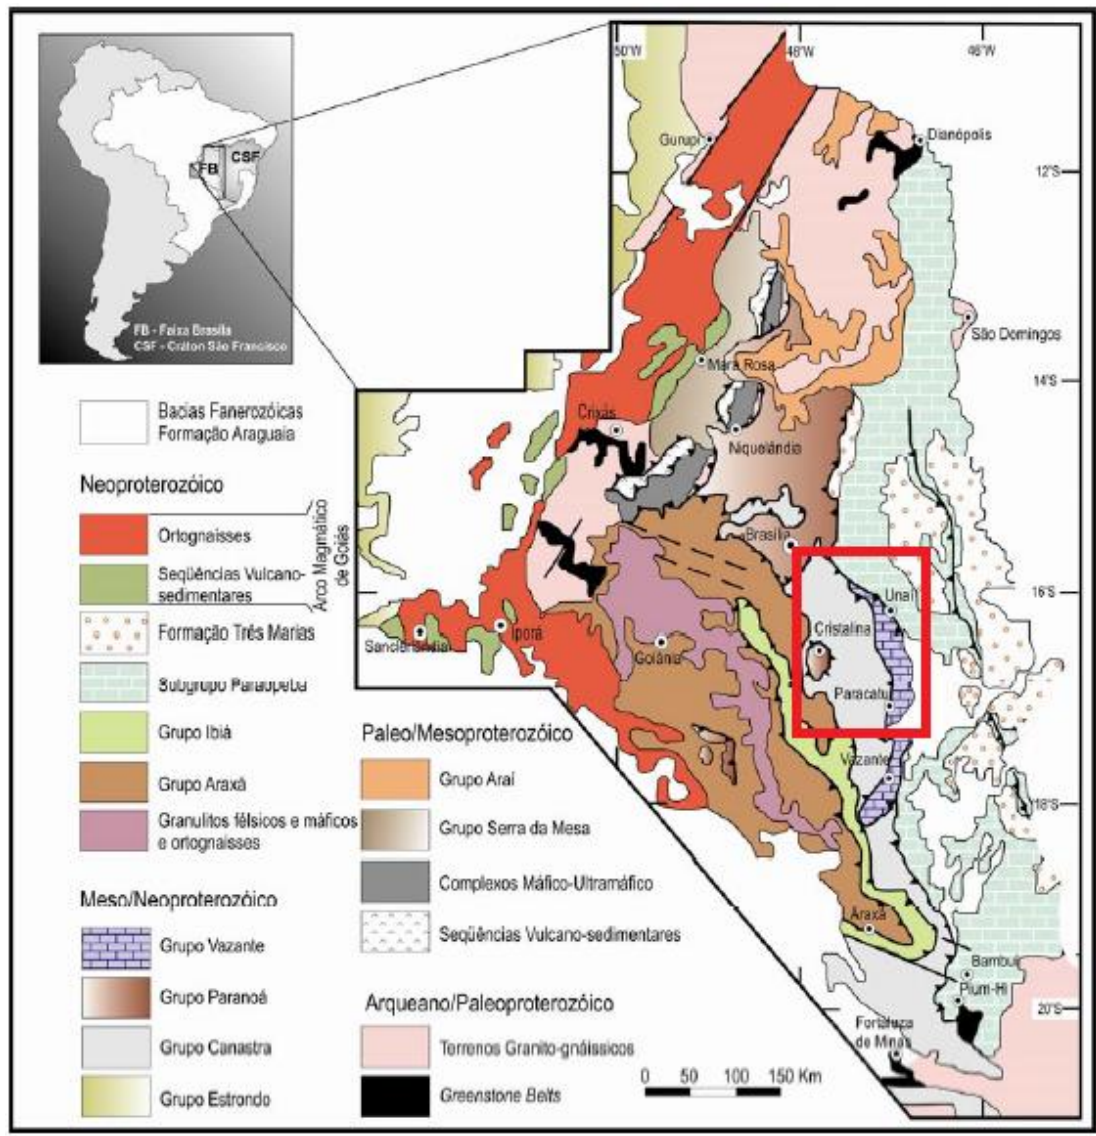 50°W
48°W
46°W
Gurupi
Dianópolis
12°S
CSF
FB
FB - Faixa Brasília
CSF - Cráton São Francisco
São Domingos
Mara Rosa
14°S
Bacias Fanerozóicas
Formação Araguaia
Crixás
Niquelândia
Neoproterozóico
Ortognaisses
Seqüências Vulcano-
sedimentares
Arco Magmático
de Goiás
Brasília
Formação Três Marias
16°S
Unaí
Cristalina
Iporá
Sanclerlândia
Goiânia
Subgrupo Paraopeba
Paracatu
Grupo Ibiá
Paleo/Mesoproterozóico
Vazante
Grupo Araxá
Grupo Araí
18°S
Granulitos félsicos e máficos
e ortognaisses
Grupo Serra da Mesa
Meso/Neoproterozóico
Complexos Máfico-Ultramáfico
Araxá
Grupo Vazante
Seqüências Vulcano-sedimentares
Bambuí
Grupo Paranoá
Arqueano/Paleoproterozóico
Pium-Hi
20°S
Grupo Canastra
Terrenos Granito-gnáissicos
Fortaleza
de Minas
Grupo Estrondo
Greenstone Belts
0 50 100 150 Km